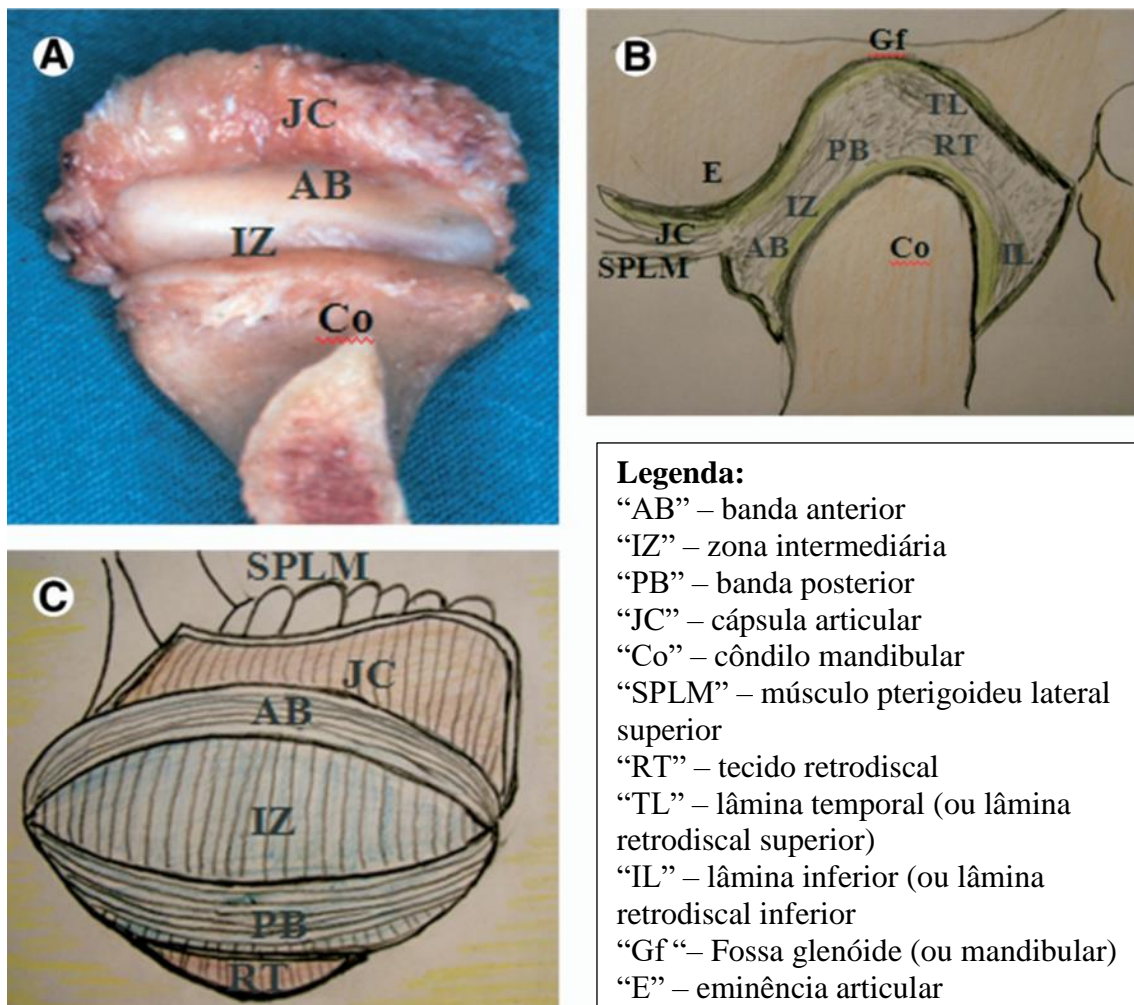 A
JC
AB
IZ
Co
B
Gf
TL
PB
RT
E
IZ
JC
AB
Co
IL
SPLM
C
SPLM
JC
AB
IZ
PB
RT
Legenda:
“AB” – banda anterior
“IZ” – zona intermediária
“PB” – banda posterior
“JC” – cápsula articular
“Co” – côndilo mandibular
“SPLM” – músculo pterigoideu lateral
superior
“RT” – tecido retrodiscal
“TL” – lâmina temporal (ou lâmina
retrodiscal superior)
“IL” – lâmina inferior (ou lâmina
retrodiscal inferior
“Gf “– Fossa glenóide (ou mandibular)
“E” – eminência articular